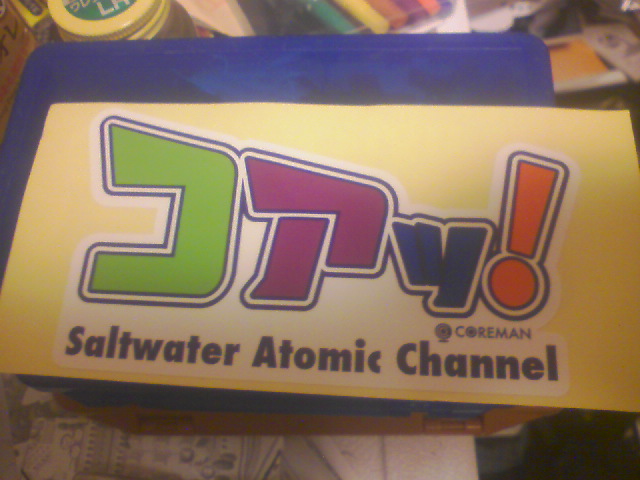 コアッ!
COREMAN
Saltwater Atomic Channel